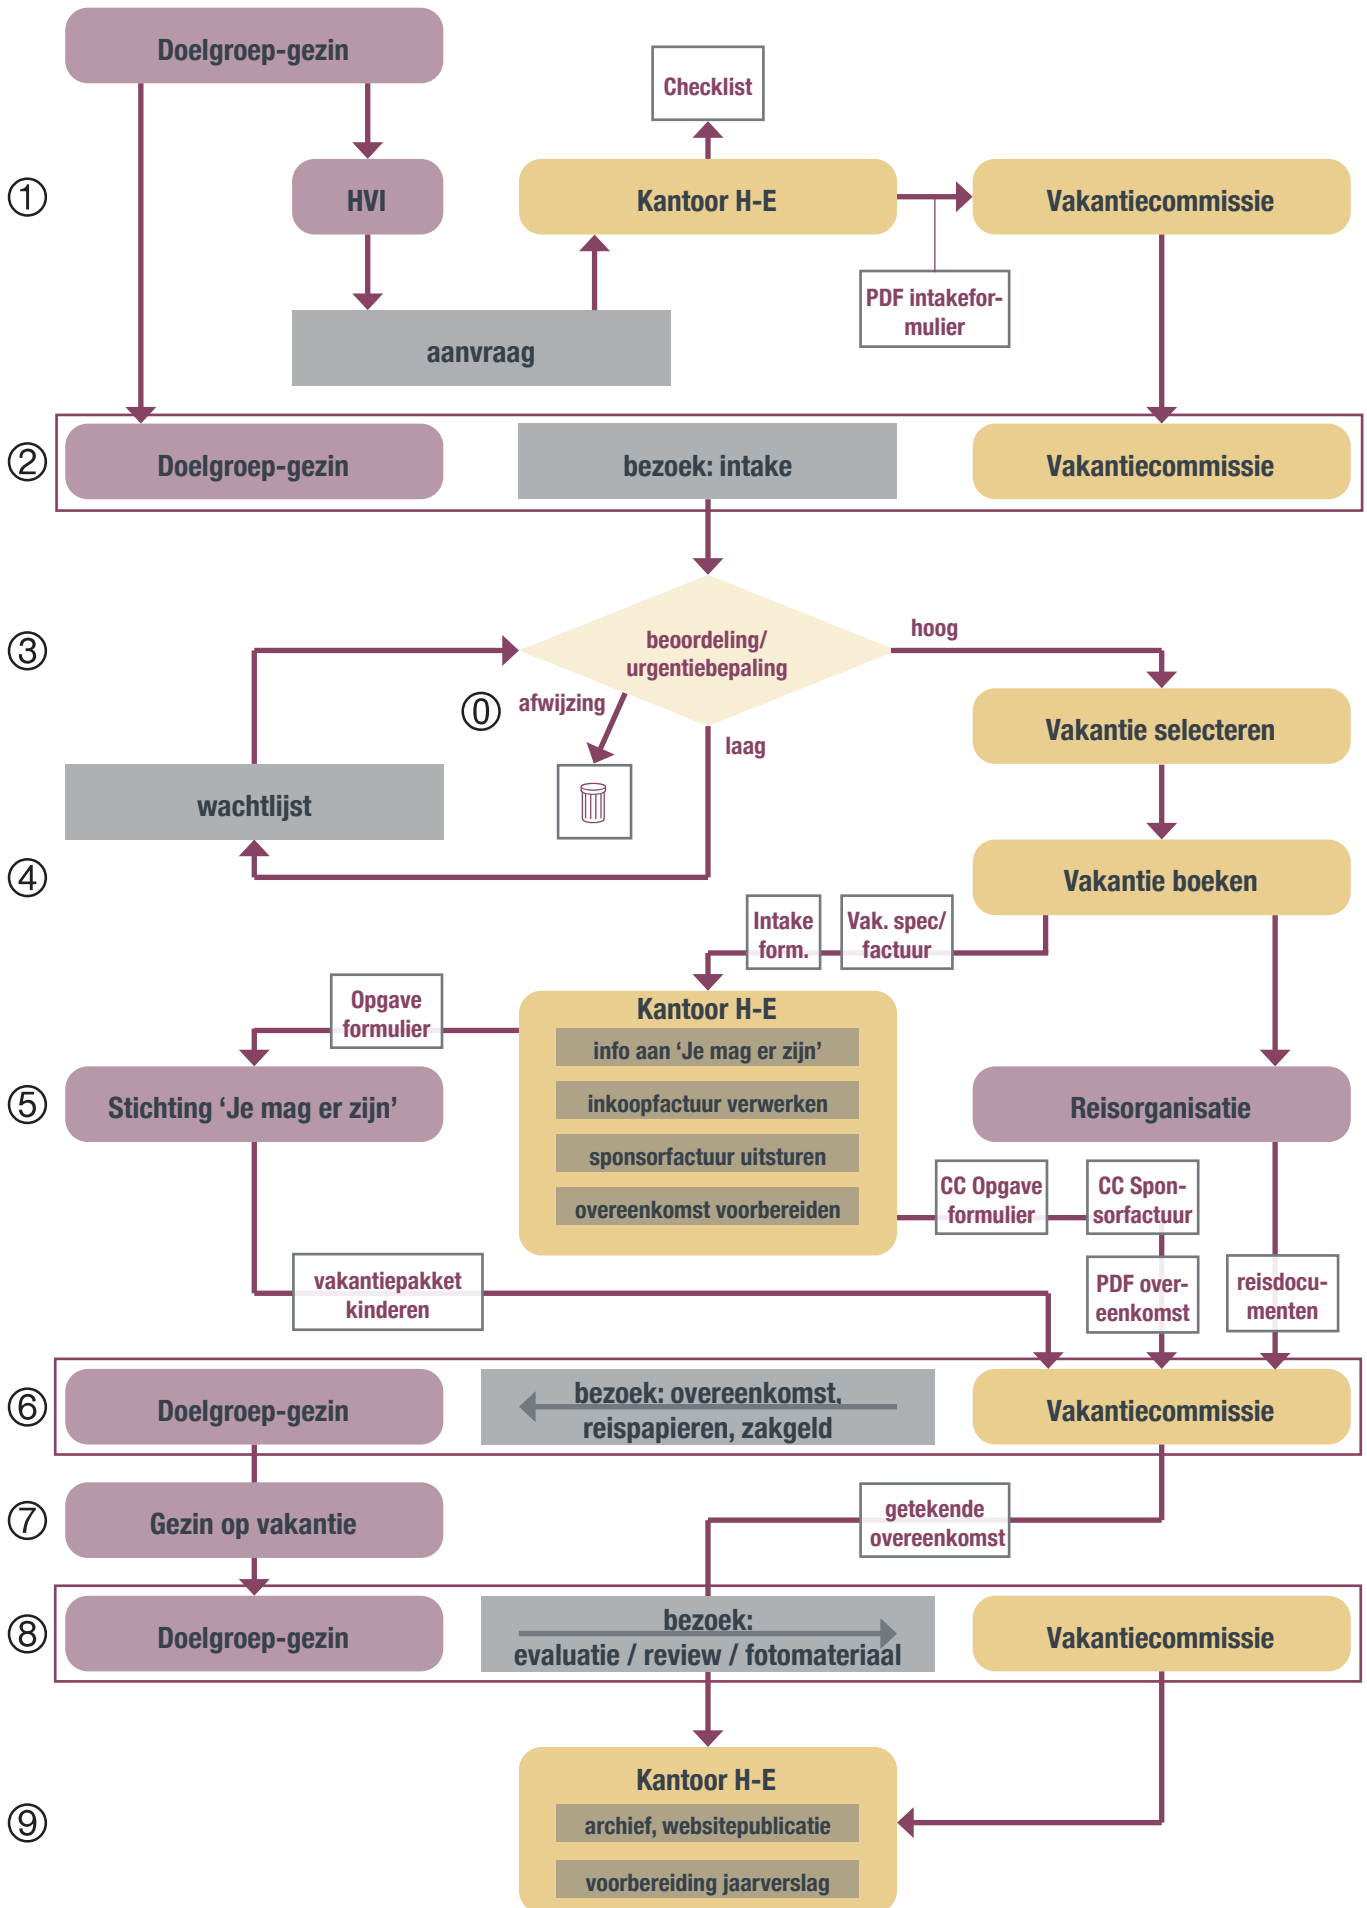 Doelgroep-gezin
Checklist
①
HVI
Kantoor H-E
Vakantiecommissie
PDF intakefor-
mulier
aanvraag
②
Doelgroep-gezin
bezoek: intake
Vakantiecommissie
③
beoordeling/
urgentiebepaling
hoog
⓪
afwijzing
laag
Vakantie selecteren
wachtlijst
④
Vakantie boeken
Intake
form.
Vak. spec/
factuur
Opgave
formulier
Kantoor H-E
info aan ‘Je mag er zijn’
inkoopfactuur verwerken
sponsorfactuur uitsturen
overeenkomst voorbereiden
⑤
Stichting ‘Je mag er zijn’
Reisorganisatie
CC Opgave
formulier
CC Spon-
sorfactuur
vakantiepakket
kinderen
PDF over-
eenkomst
reisdocu-
menten
⑥
Doelgroep-gezin
bezoek: overeenkomst,
reispapieren, zakgeld
Vakantiecommissie
⑦
Gezin op vakantie
getekende
overeenkomst
⑧
Doelgroep-gezin
bezoek:
evaluatie / review / fotomateriaal
Vakantiecommissie
⑨
Kantoor H-E
archief, websitepublicatie
voorbereiding jaarverslag